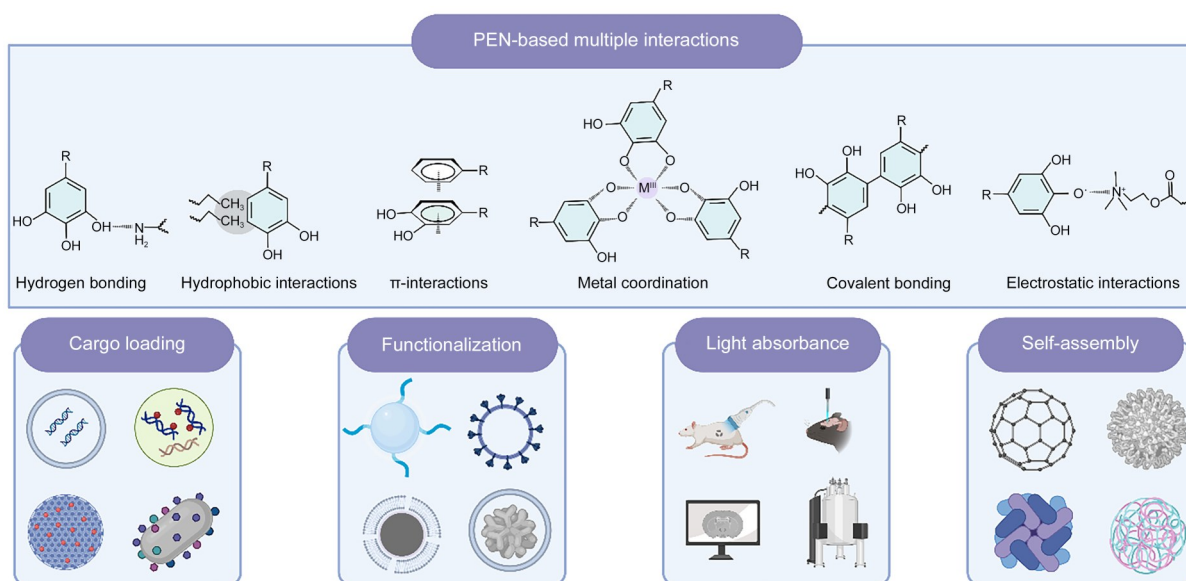 PEN-based multiple interactions
R
HO
OH
OH
NH₂
Hydrogen bonding
R
CH₃
CH₃
OH
OH
Hydrophobic interactions
R
HO
HO
R
π-interactions
R
HO
O
O
O
O
O
O
Mᴵᴵᴵ
R
OH
OH
R
Metal coordination
R
OH
HO
OH
OH
OH
R
Covalent bonding
OH
R
O⁻
OH
N⁺
O
O
Electrostatic interactions
Cargo loading
Functionalization
Light absorbance
Self-assembly